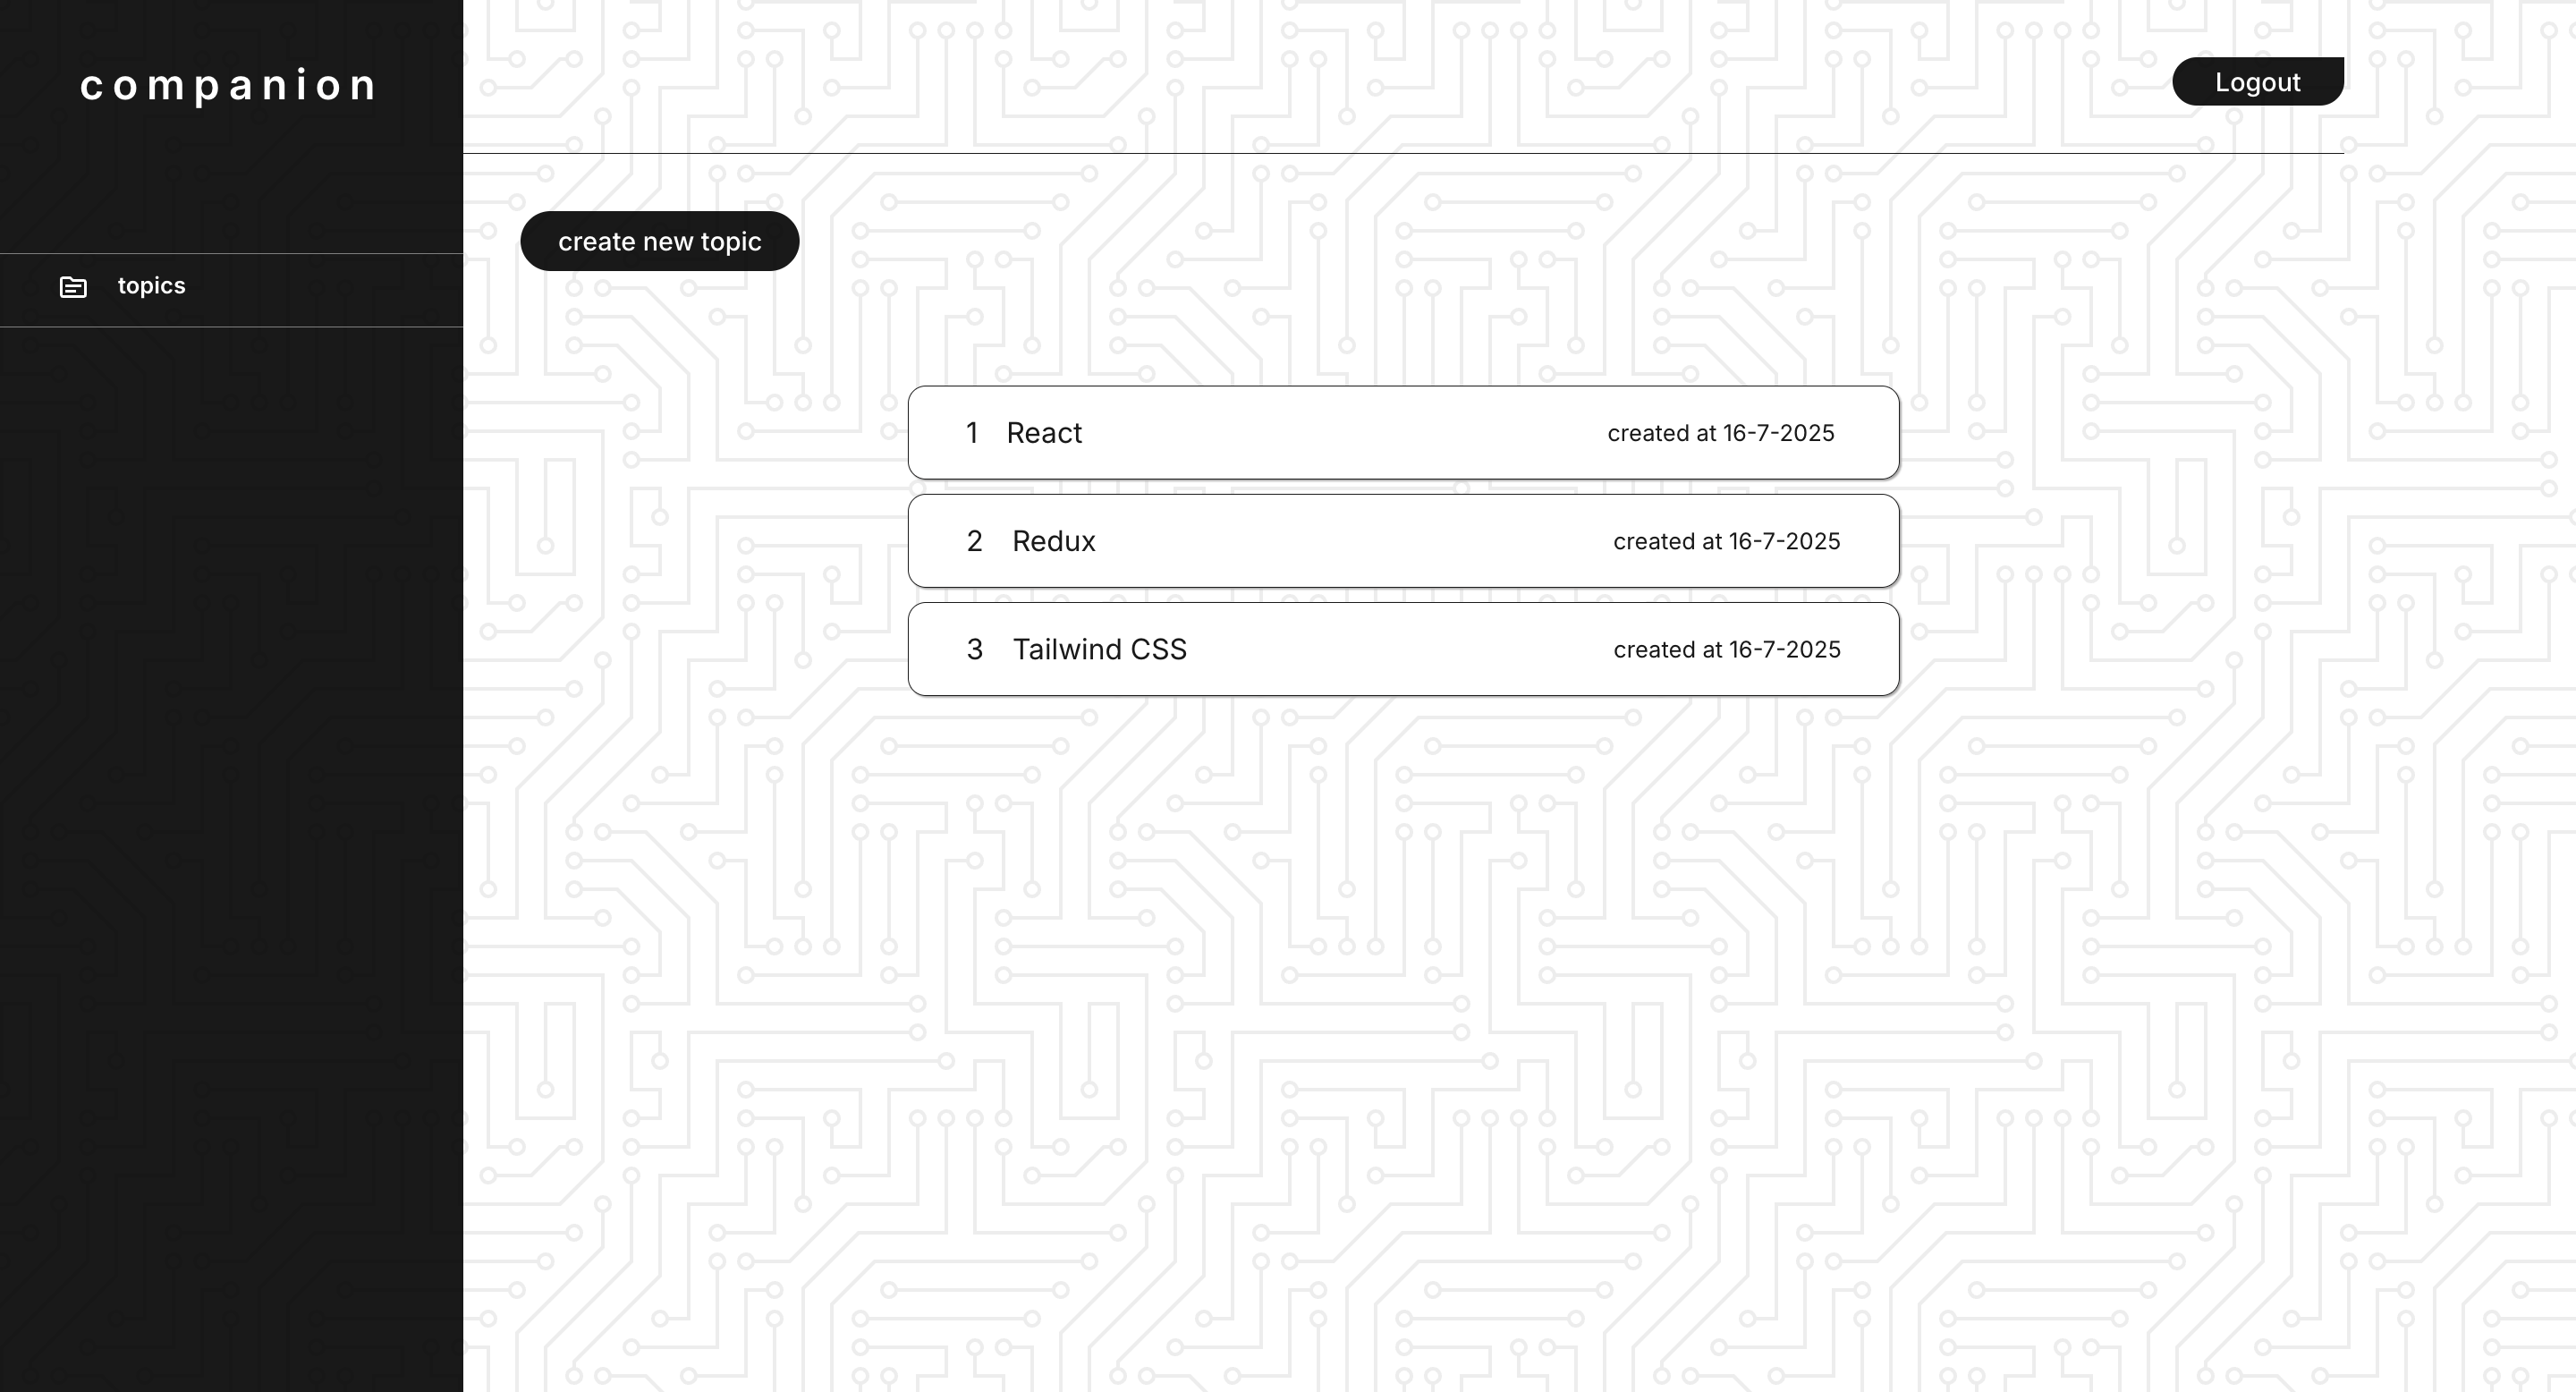 companion
Logout
create new topic
topics
1 React created at 16-7-2025
2 Redux created at 16-7-2025
3 Tailwind CSS created at 16-7-2025